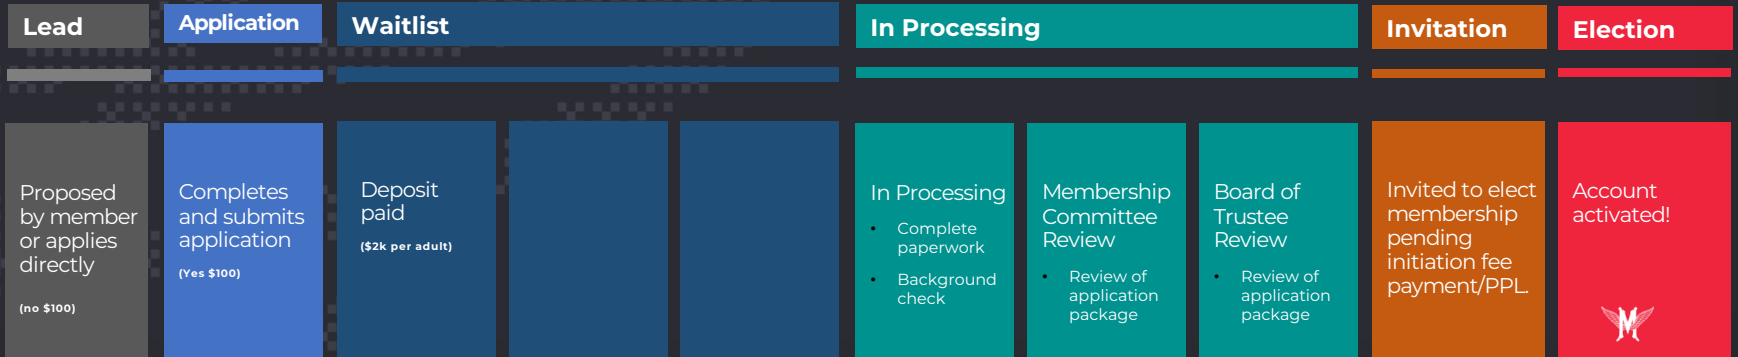 Lead
Application
Waitlist
In Processing
Invitation
Election
Proposed
by member
or applies
directly
(no $100)
Completes
and submits
application
(Yes $100)
Deposit
paid
($2k per adult)
In Processing
• Complete
paperwork
• Background
check
Membership
Committee
Review
• Review of
application
package
Board of
Trustee
Review
• Review of
application
package
Invited to elect
membership
pending
initiation fee
payment/PPL.
Account
activated!
M